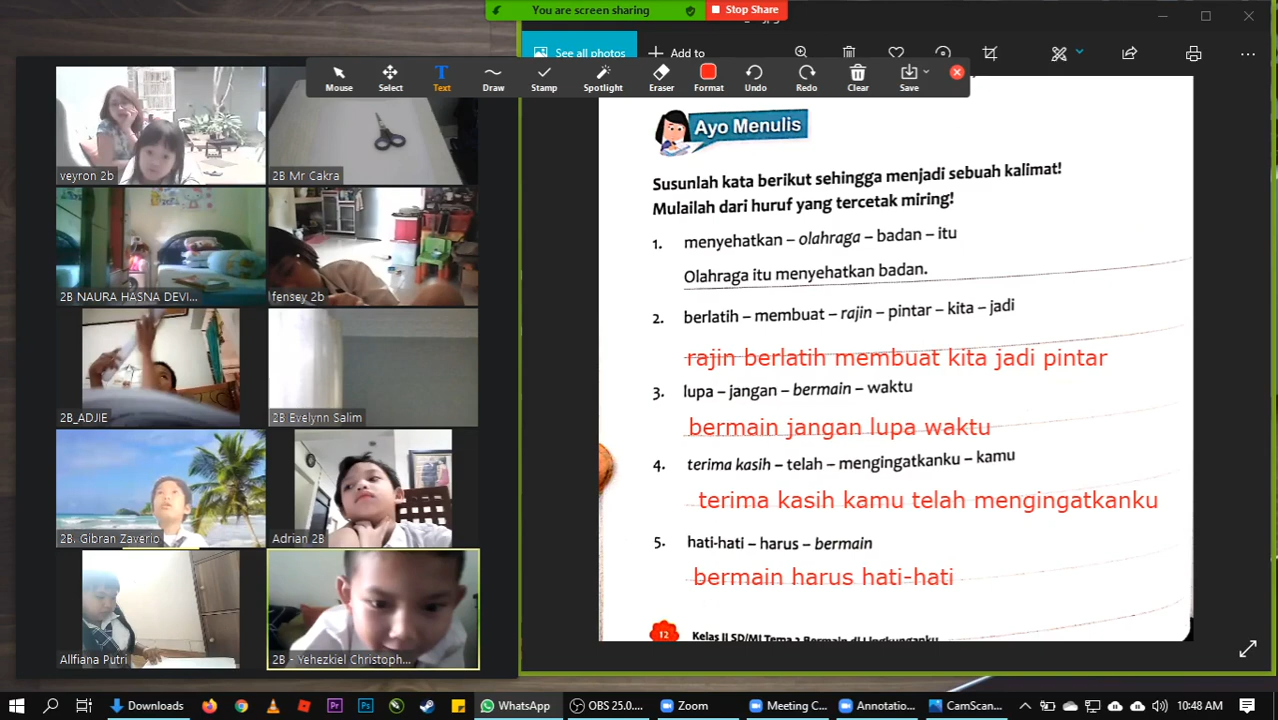 You are screen sharing
Stop Share
See all photos
Add to
Mouse
Select
Text
Draw
Stamp
Spotlight
Eraser
Format
Undo
Redo
Clear
Save
veyron 2b
2B Mr Cakra
2B NAURA HASNA DEVI...
fensey 2b
2B_ADJIE
2B Evelynn Salim
2B. Gibran Zaverio
Adrian 2B
Allfiana Putri
2B - Yehezkiel Christoph...
Ayo Menulis
Susunlah kata berikut sehingga menjadi sebuah kalimat!
Mulailah dari huruf yang tercetak miring!
1. menyehatkan – olahraga – badan – itu
Olahraga itu menyehatkan badan.
2. berlatih – membuat – rajin – pintar – kita – jadi
rajin berlatih membuat kita jadi pintar
3. lupa – jangan – bermain – waktu
bermain jangan lupa waktu
4. terima kasih – telah – mengingatkanku – kamu
terima kasih kamu telah mengingatkanku
5. hati-hati – harus – bermain
bermain harus hati-hati
12 Kelas II SD/MI Tema 2 Bermain di Lingkunganku
Downloads
WhatsApp
OBS 25.0....
Zoom
Meeting C...
Annotatio...
CamScan...
10:48 AM